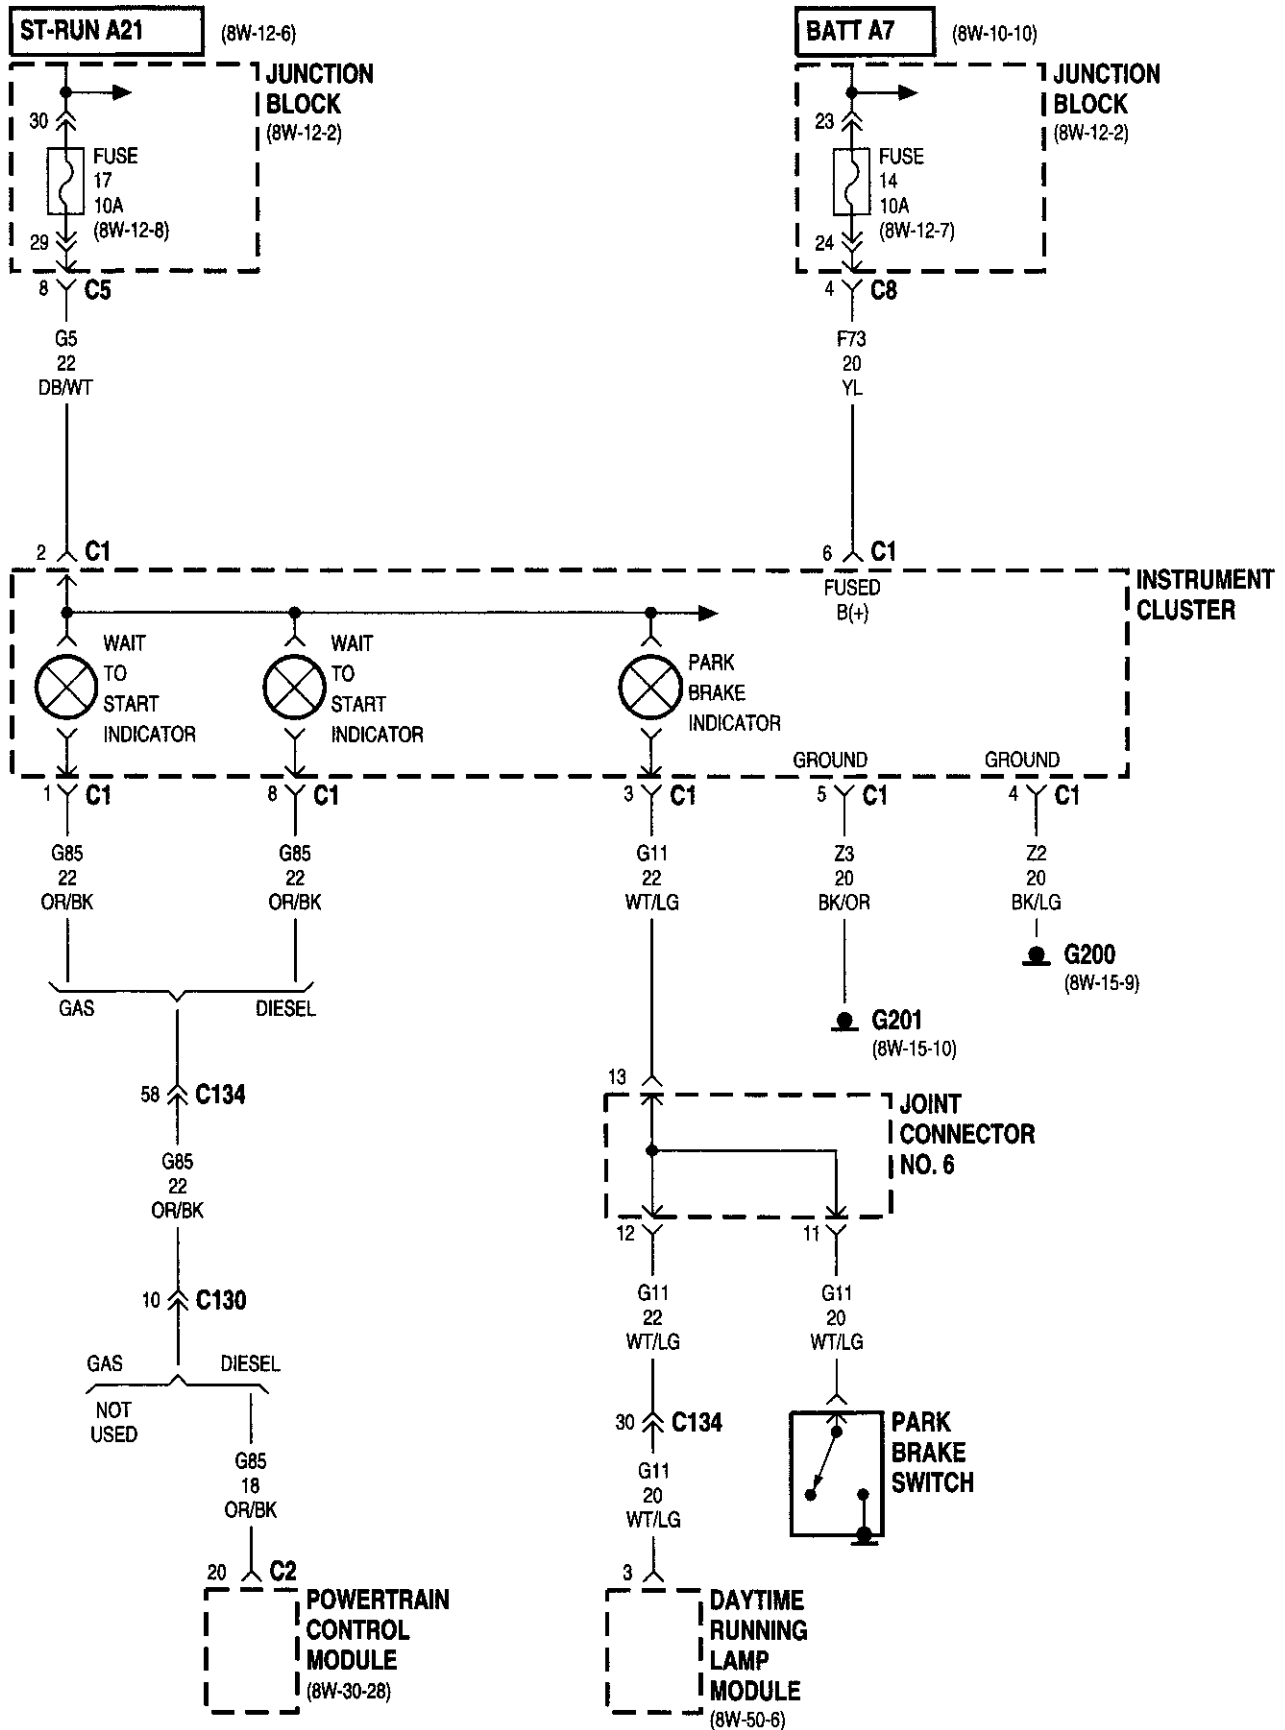 ST-RUN A21 (8W-12-6)
BATT A7 (8W-10-10)
JUNCTION
BLOCK
(8W-12-2)
30
FUSE
17
10A
(8W-12-8)
29
8 C5
JUNCTION
BLOCK
(8W-12-2)
23
FUSE
14
10A
(8W-12-7)
24
4 C8
G5
22
DB/WT
F73
20
YL
2 C1
6 C1
INSTRUMENT
CLUSTER
FUSED
B(+)
WAIT
TO
START
INDICATOR
WAIT
TO
START
INDICATOR
PARK
BRAKE
INDICATOR
GROUND
GROUND
1 C1
8 C1
3 C1
5 C1
4 C1
G85
22
OR/BK
G85
22
OR/BK
G11
22
WT/LG
Z3
20
BK/OR
Z2
20
BK/LG
G200
(8W-15-9)
GAS
DIESEL
G201
(8W-15-10)
58 C134
13
JOINT
CONNECTOR
NO. 6
G85
22
OR/BK
12
11
10 C130
G11
22
WT/LG
G11
20
WT/LG
GAS
DIESEL
NOT
USED
30 C134
PARK
BRAKE
SWITCH
G85
18
OR/BK
G11
20
WT/LG
20 C2
3
POWERTRAIN
CONTROL
MODULE
(8W-30-28)
DAYTIME
RUNNING
LAMP
MODULE
(8W-50-6)